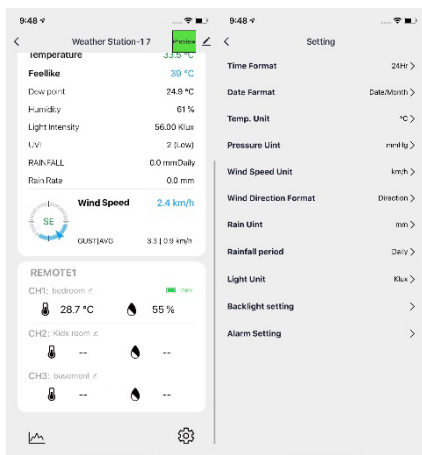 9:48
Weather Station-17
Preview
Temperature 33.5 °C
Feellike 39 °C
Dew point 24.9 °C
Humidity 61 %
Light Intensity 56.00 Klux
UVI 2 (Low)
RAINFALL 0.0 mmDaily
Rain Rate 0.0 mm
Wind Speed 2.4 km/h
SE
GUST|AVG 3.3 | 0.9 km/h
REMOTE1
CH1: bedroom
28.7 °C 55 %
CH2: Kids room
-- --
CH3: basement
-- --
9:48
Setting
Time Format 24Hr >
Date Farmat Date/Month >
Temp. Unit °C >
Pressure Uint mmHg >
Wind Speed Unit km/h >
Wind Direction Format Direction >
Rain Uint mm >
Rainfall period Daily >
Light Unit Klux >
Backlight setting >
Alarm Setting >